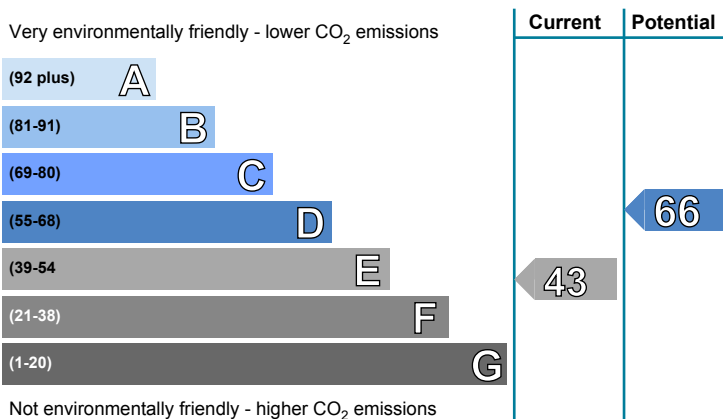 Very environmentally friendly - lower CO2 emissions
Current
Potential
(92 plus) A
(81-91) B
(69-80) C
(55-68) D
66
(39-54 E
43
(21-38) F
(1-20) G
Not environmentally friendly - higher CO2 emissions